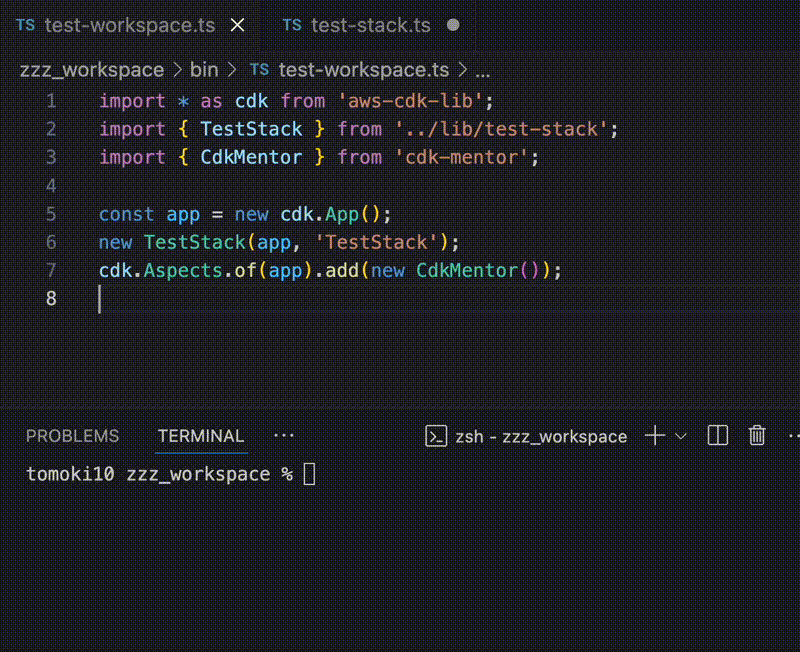 TS test-workspace.ts TS test-stack.ts
zzz_workspace > bin > TS test-workspace.ts > ...
1 import * as cdk from 'aws-cdk-lib';
2 import { TestStack } from '../lib/test-stack';
3 import { CdkMentor } from 'cdk-mentor';
4
5 const app = new cdk.App();
6 new TestStack(app, 'TestStack');
7 cdk.Aspects.of(app).add(new CdkMentor());
8
PROBLEMS TERMINAL ... zsh - zzz_workspace
tomoki10 zzz_workspace %